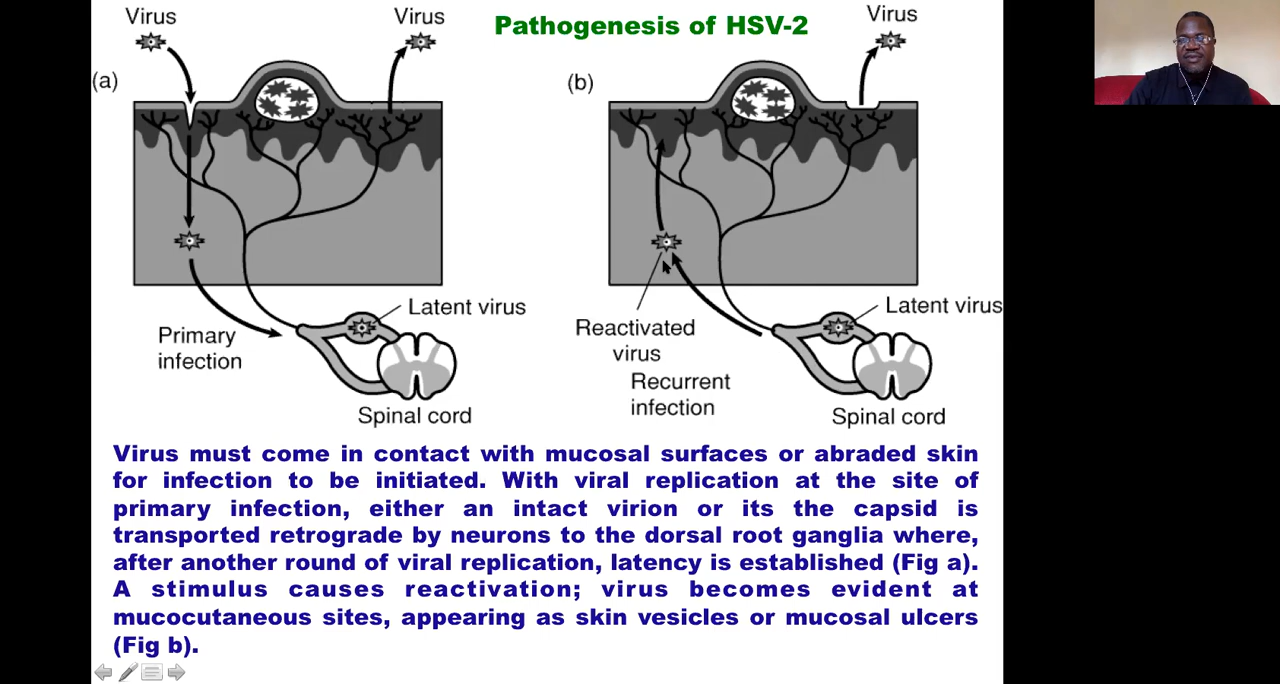 Pathogenesis of HSV-2
Virus
Virus
(a)
Latent virus
Primary
infection
Spinal cord
Virus
(b)
Latent virus
Reactivated
virus
Recurrent
infection
Spinal cord
Virus must come in contact with mucosal surfaces or abraded skin
for infection to be initiated. With viral replication at the site of
primary infection, either an intact virion or its the capsid is
transported retrograde by neurons to the dorsal root ganglia where,
after another round of viral replication, latency is established (Fig a).
A stimulus causes reactivation; virus becomes evident at
mucocutaneous sites, appearing as skin vesicles or mucosal ulcers
(Fig b).